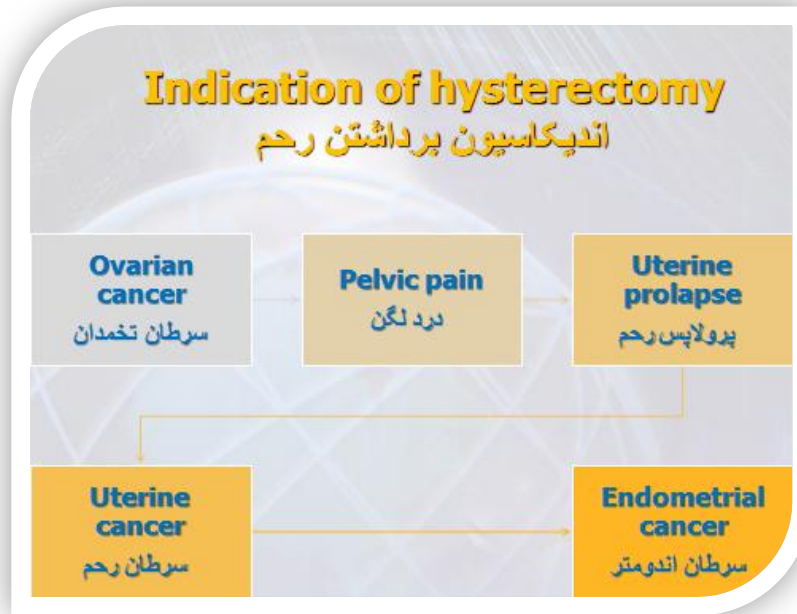 Indication of hysterectomy
اندیکاسیون برداشتن رحم
Ovarian
cancer
سرطان تخمدان
Pelvic pain
درد لگن
Uterine
prolapse
پرولاپس رحم
Uterine
cancer
سرطان رحم
Endometrial
cancer
سرطان اندومتر